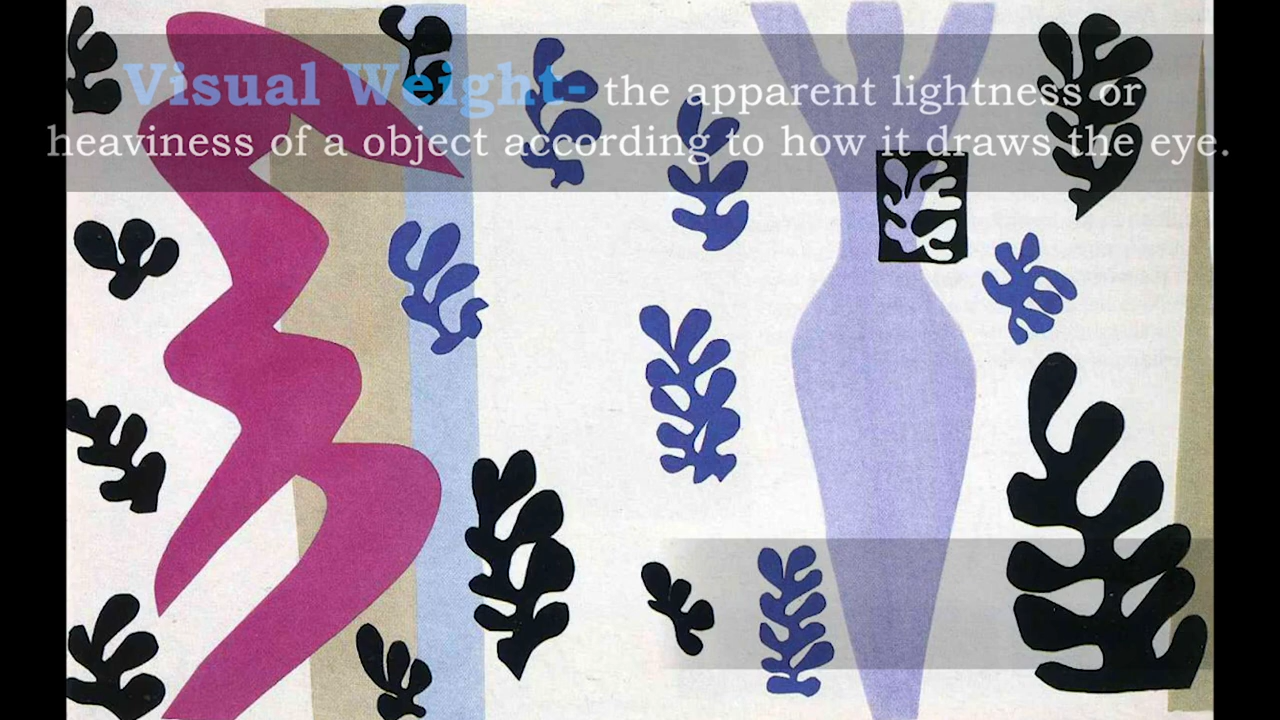 Visual Weight- the apparent lightness or
heaviness of a object according to how it draws the eye.